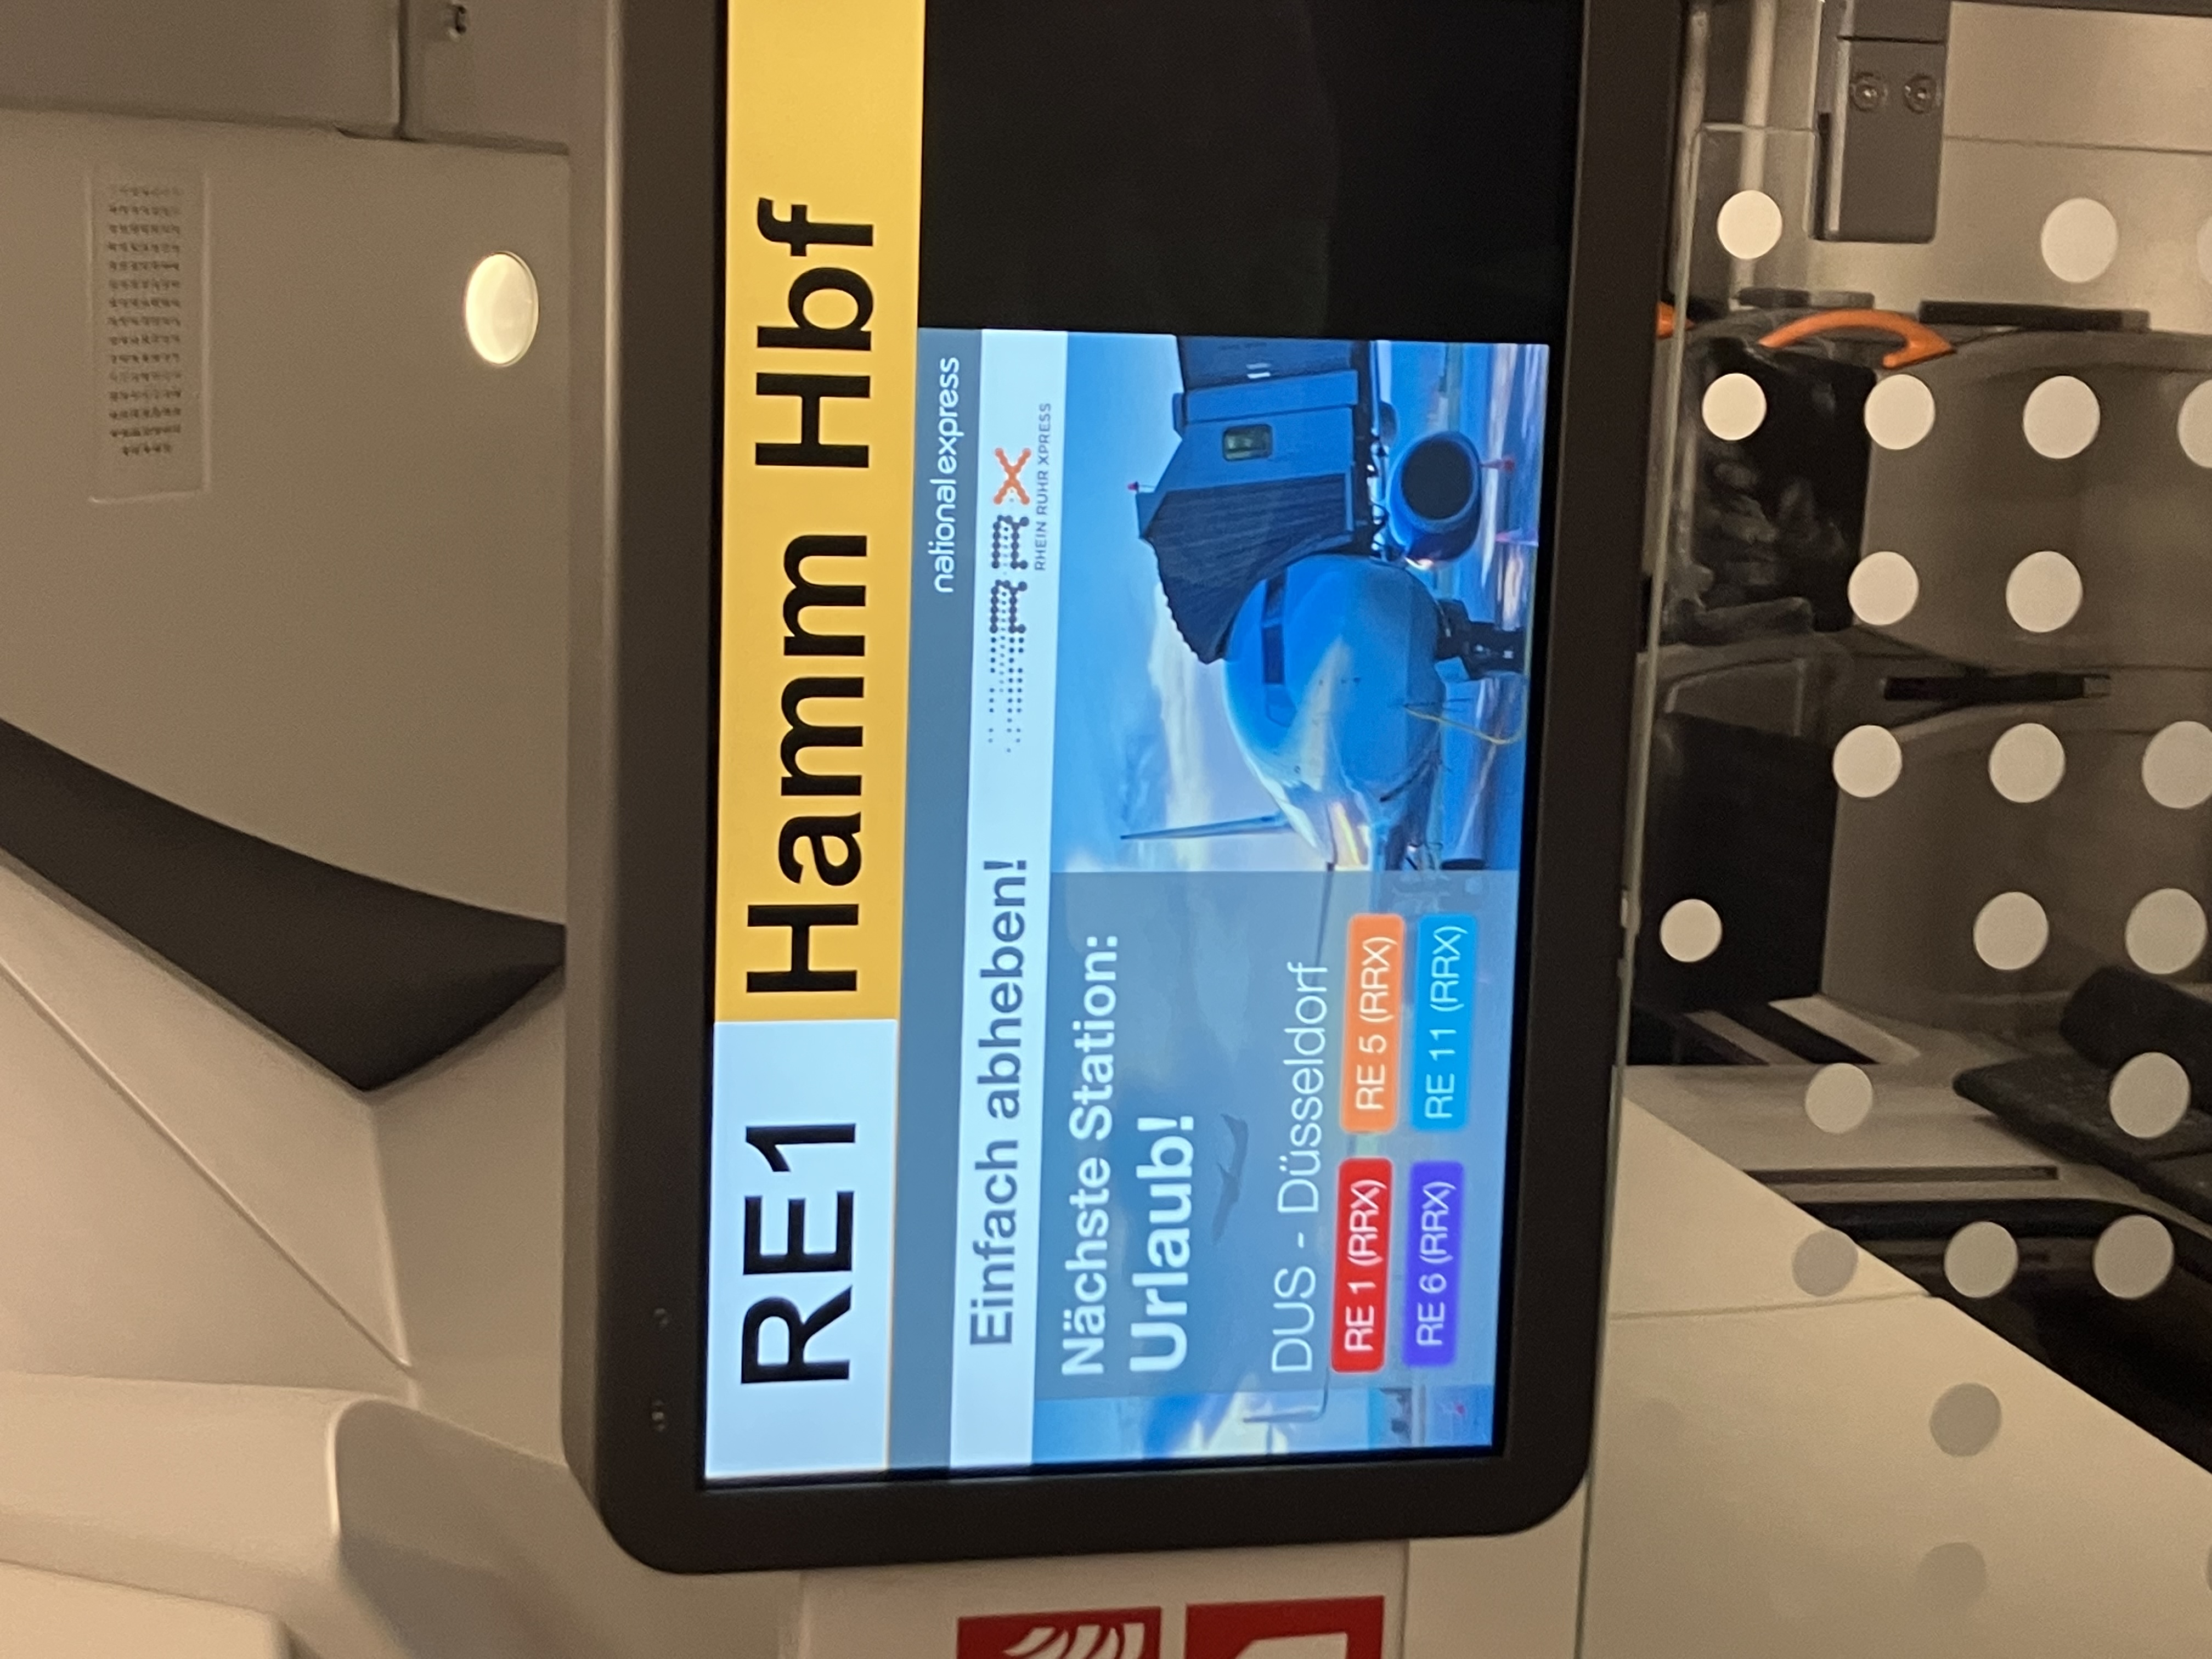 RE1 Hamm Hbf
national express
Einfach abheben!
RRX
RHEIN RUHR XPRESS
Nächste Station:
Urlaub!
DUS - Düsseldorf
RE 1 (RRX) RE 5 (RRX)
RE 6 (RRX) RE 11 (RRX)